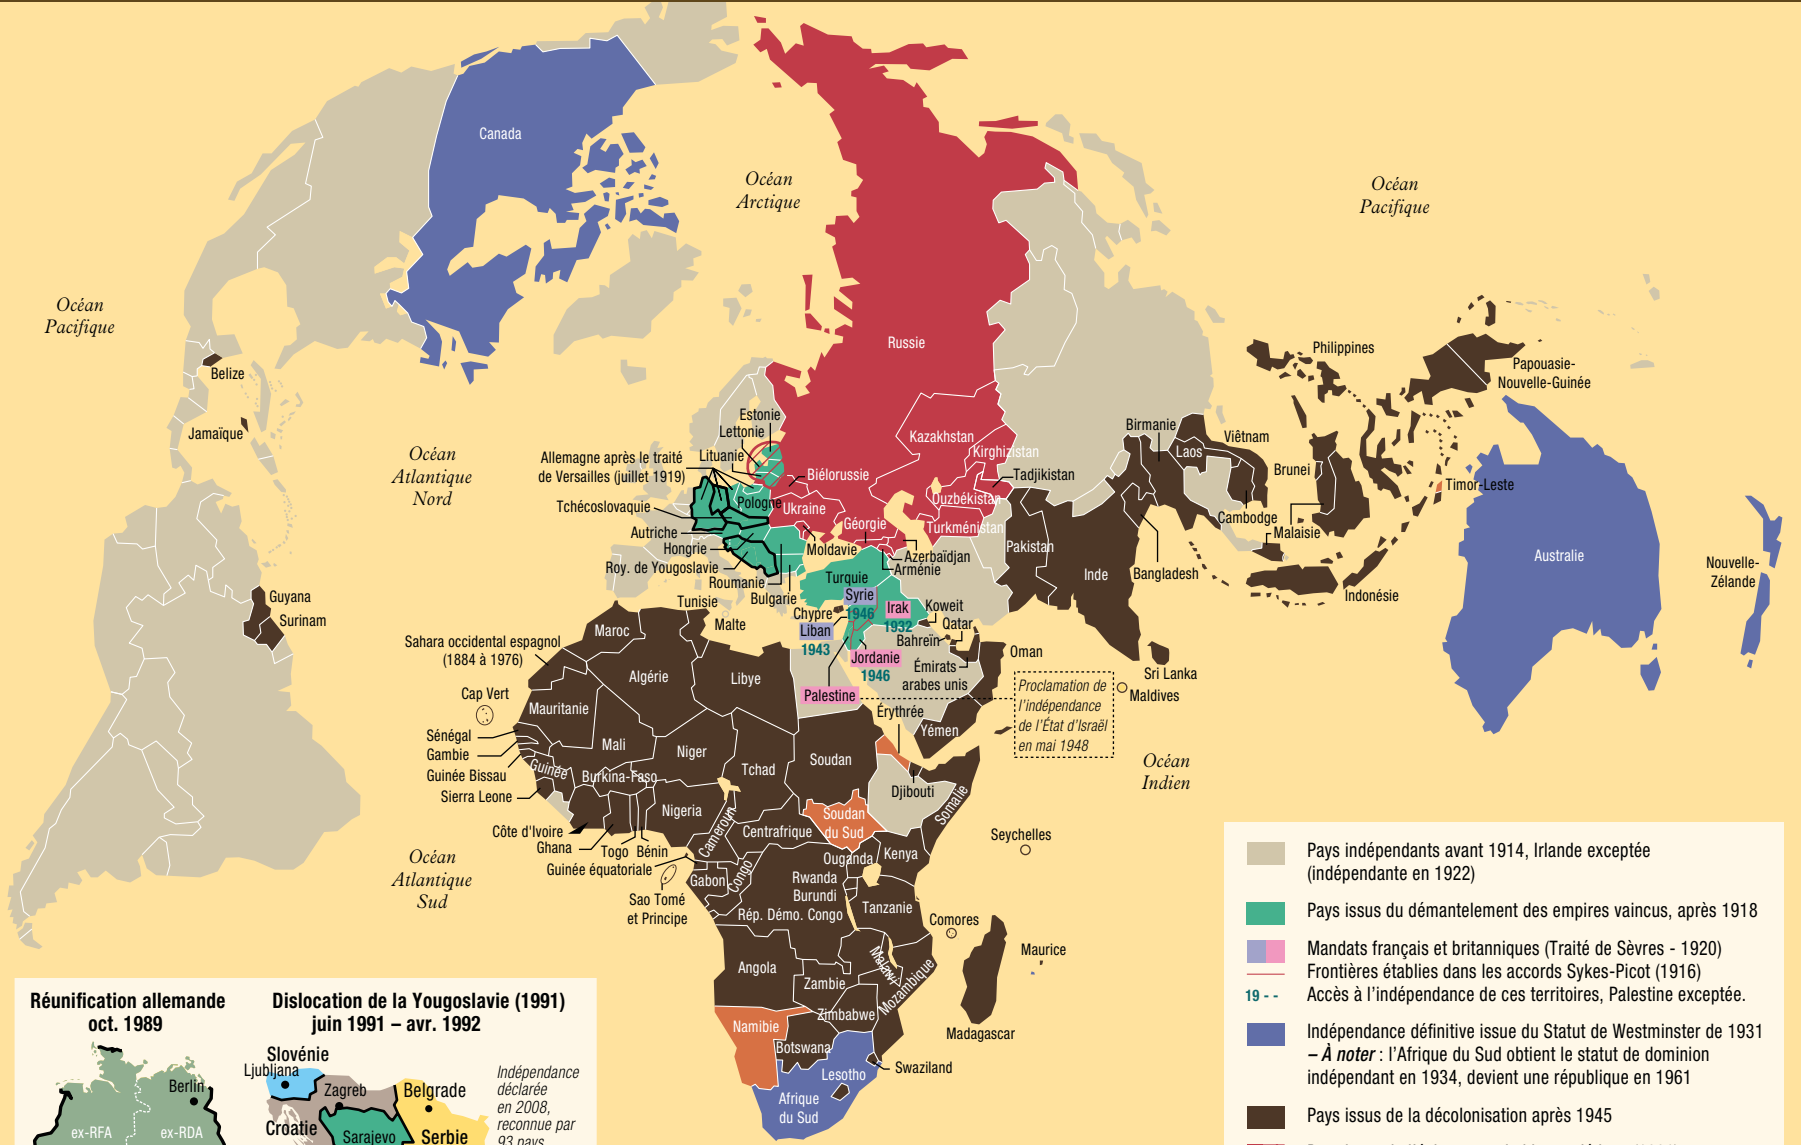 Canada
Océan
Arctique
Océan
Pacifique
Océan
Pacifique
Russie
Philippines
Papouasie-
Nouvelle-Guinée
Belize
Jamaïque
Océan
Atlantique
Nord
Estonie
Lettonie
Lituanie
Allemagne après le traité
de Versailles (juillet 1919)
Tchécoslovaquie
Autriche
Hongrie
Roy. de Yougoslavie
Roumanie
Bulgarie
Pologne
Biélorussie
Ukraine
Moldavie
Géorgie
Azerbaïdjan
Arménie
Kazakhstan
Kirghizistan
Tadjikistan
Ouzbékistan
Turkménistan
Birmanie
Laos
Viêtnam
Brunei
Cambodge
Malaisie
Timor-Leste
Pakistan
Inde
Bangladesh
Indonésie
Australie
Nouvelle-
Zélande
Guyana
Surinam
Tunisie
Malte
Chypre
Turquie
Syrie
1946
Liban
1943
Irak
1932
Jordanie
1946
Palestine
Koweit
Qatar
Bahreïn
Émirats
arabes unis
Oman
Yémen
Sri Lanka
Maldives
Proclamation de
l'indépendance
de l'État d'Israël
en mai 1948
Océan
Indien
Sahara occidental espagnol
(1884 à 1976)
Maroc
Algérie
Libye
Cap Vert
Mauritanie
Sénégal
Gambie
Guinée Bissau
Sierra Leone
Guinée
Mali
Burkina-Faso
Niger
Tchad
Soudan
Érythrée
Djibouti
Somalie
Côte d'Ivoire
Ghana
Togo
Bénin
Nigeria
Cameroun
Centrafrique
Soudan
du Sud
Guinée équatoriale
Sao Tomé
et Principe
Gabon
Congo
Ouganda
Kenya
Rwanda
Burundi
Rép. Démo. Congo
Tanzanie
Seychelles
Comores
Maurice
Océan
Atlantique
Sud
Angola
Zambie
Malawi
Mozambique
Zimbabwe
Madagascar
Namibie
Botswana
Swaziland
Lesotho
Afrique
du Sud
Pays indépendants avant 1914, Irlande exceptée
(indépendante en 1922)
Pays issus du démantelement des empires vaincus, après 1918
Mandats français et britanniques (Traité de Sèvres - 1920)
Frontières établies dans les accords Sykes-Picot (1916)
19 - - Accès à l'indépendance de ces territoires, Palestine exceptée.
Indépendance définitive issue du Statut de Westminster de 1931
– À noter : l'Afrique du Sud obtient le statut de dominion
indépendant en 1934, devient une république en 1961
Pays issus de la décolonisation après 1945
Réunification allemande
oct. 1989
Berlin
ex-RFA
ex-RDA
Dislocation de la Yougoslavie (1991)
juin 1991 – avr. 1992
Slovénie
Ljubljana
Zagreb
Croatie
Belgrade
Sarajevo
Serbie
Indépendance
déclarée
en 2008,
reconnue par
93 pays